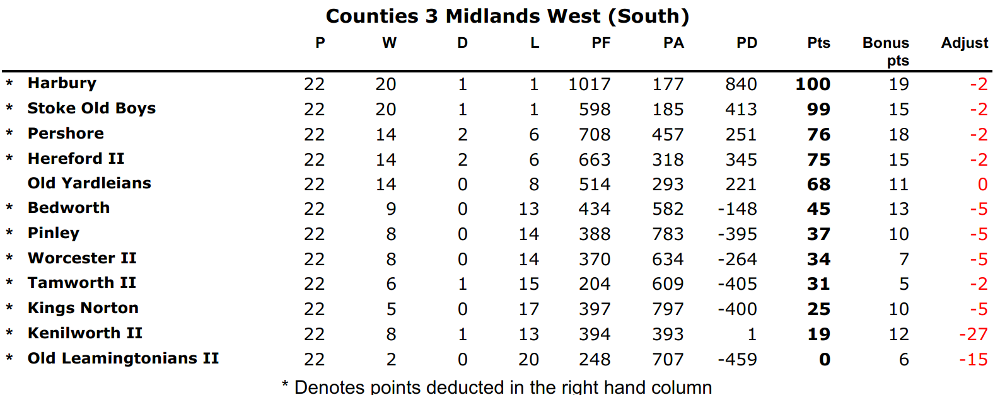 Counties 3 Midlands West (South)
P W D L PF PA PD Pts Bonus pts Adjust
* Harbury 22 20 1 1 1017 177 840 100 19 -2
* Stoke Old Boys 22 20 1 1 598 185 413 99 15 -2
* Pershore 22 14 2 6 708 457 251 76 18 -2
* Hereford II 22 14 2 6 663 318 345 75 15 -2
Old Yardleians 22 14 0 8 514 293 221 68 11 0
* Bedworth 22 9 0 13 434 582 -148 45 13 -5
* Pinley 22 8 0 14 388 783 -395 37 10 -5
* Worcester II 22 8 0 14 370 634 -264 34 7 -5
* Tamworth II 22 6 1 15 204 609 -405 31 5 -2
* Kings Norton 22 5 0 17 397 797 -400 25 10 -5
* Kenilworth II 22 8 1 13 394 393 1 19 12 -27
* Old Leamingtonians II 22 2 0 20 248 707 -459 0 6 -15
* Denotes points deducted in the right hand column